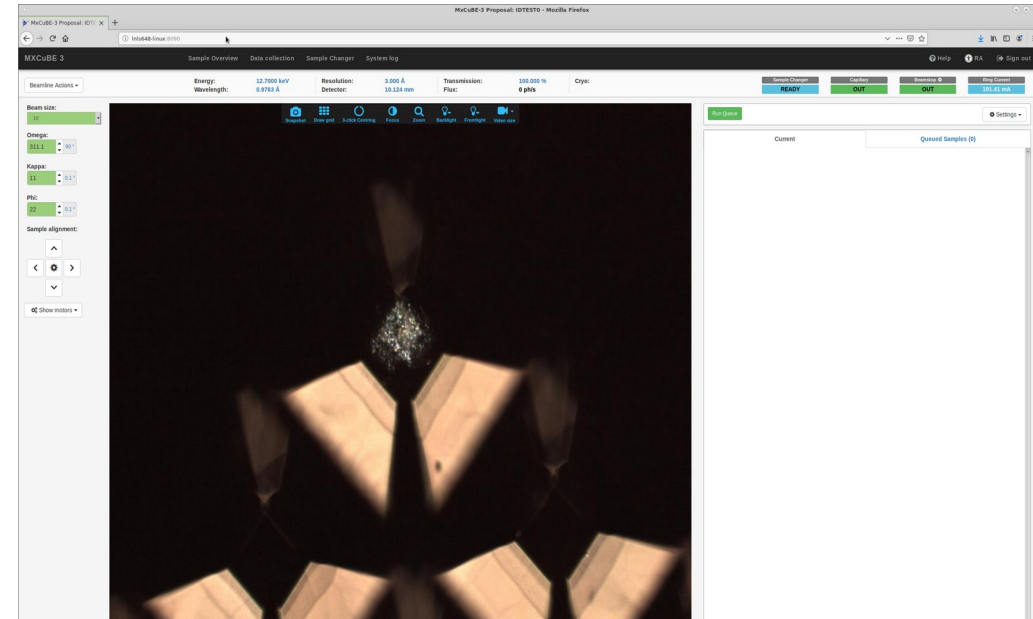 MxCuBE-3 Proposal: IDTEST0 - Mozilla Firefox
MxCuBE-3 Proposal: IDTE
lnls648-linux:8090
MXCuBE 3 Sample Overview Data collection Sample Changer System log Help RA Sign out
Beamline Actions
Energy: 12.7000 keV Resolution: 3.000 Å Transmission: 100.000 % Cryo:
Wavelength: 0.9763 Å Detector: 10.124 mm Flux: 0 ph/s
Sample Changer Capillary Beamstop Ring Current
READY OUT OUT 101.41 mA
Beam size:
10
Omega:
311.1 90 °
Kappa:
11 0.1 °
Phi:
22 0.1 °
Sample alignment:
Show motors
Snapshot Draw grid 3-click Centring Focus Zoom Backlight Frontlight Video size
Run Queue Settings
Current Queued Samples (0)